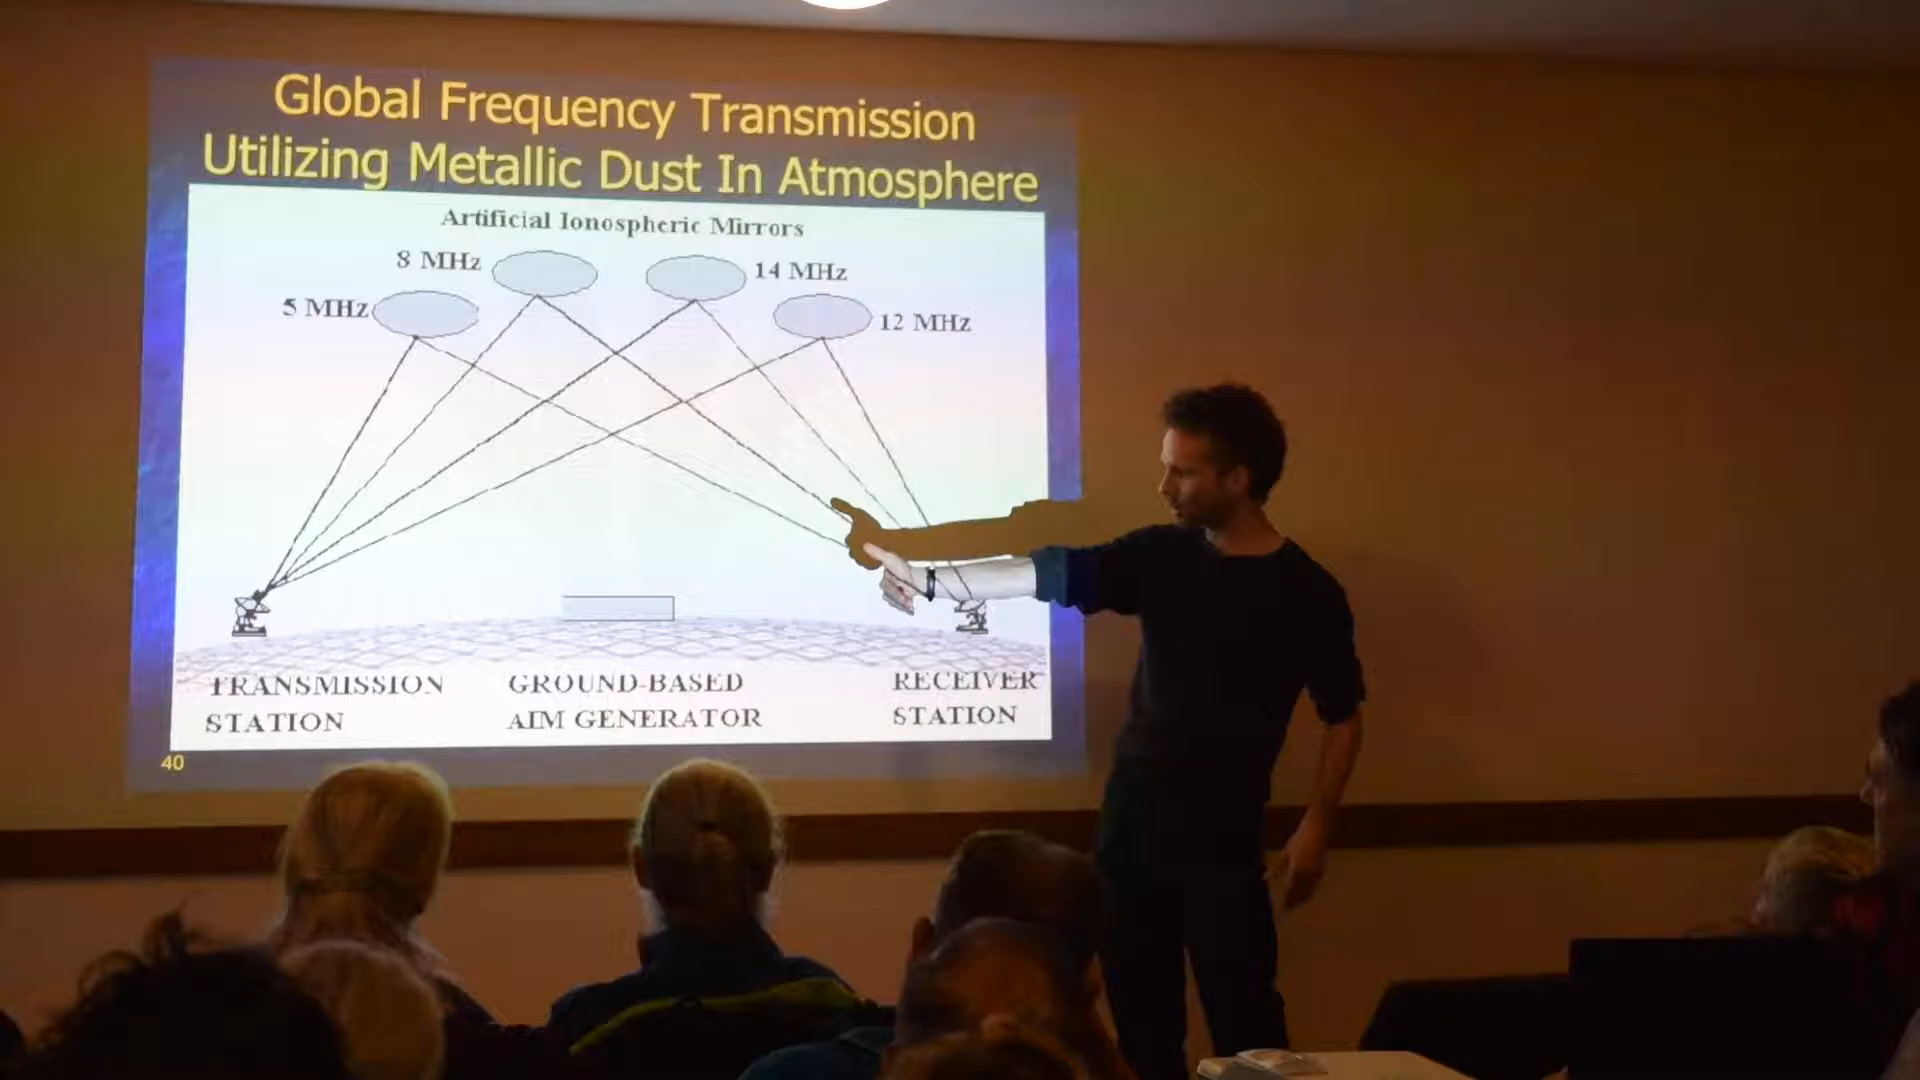 Global Frequency Transmission
Utilizing Metallic Dust In Atmosphere
Artificial Ionospheric Mirrors
8 MHz
14 MHz
5 MHz
12 MHz
TRANSMISSION
STATION
GROUND-BASED
AIM GENERATOR
RECEIVER
STATION
40